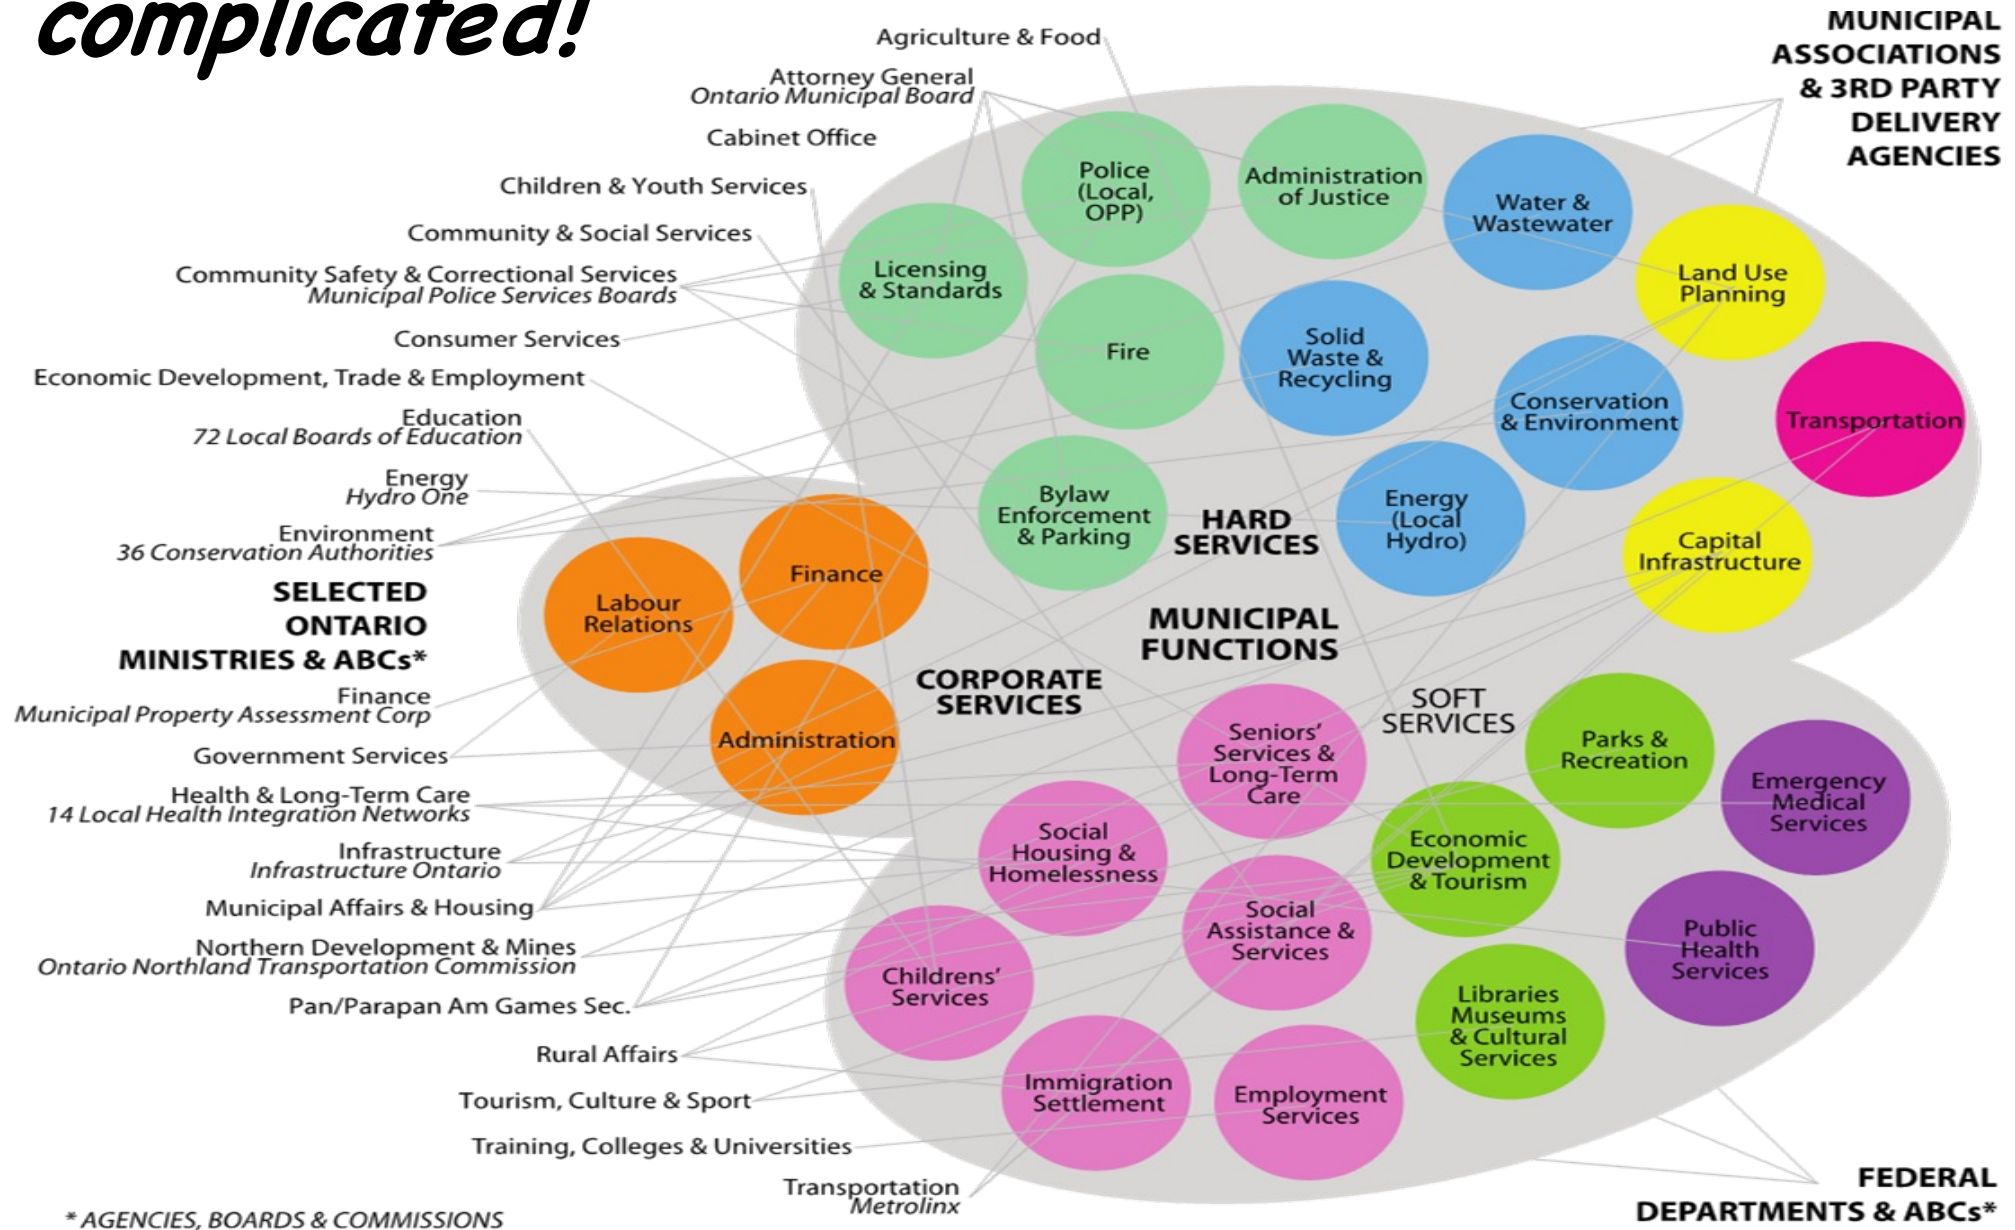 complicated!
Agriculture & Food
Attorney General
Ontario Municipal Board
Cabinet Office
Children & Youth Services
Community & Social Services
Community Safety & Correctional Services
Municipal Police Services Boards
Consumer Services
Economic Development, Trade & Employment
Education
72 Local Boards of Education
Energy
Hydro One
Environment
36 Conservation Authorities
SELECTED
ONTARIO
MINISTRIES & ABCs*
Finance
Municipal Property Assessment Corp
Government Services
Health & Long-Term Care
14 Local Health Integration Networks
Infrastructure
Infrastructure Ontario
Municipal Affairs & Housing
Northern Development & Mines
Ontario Northland Transportation Commission
Pan/Parapan Am Games Sec.
Rural Affairs
Tourism, Culture & Sport
Training, Colleges & Universities
Transportation
Metrolinx
* AGENCIES, BOARDS & COMMISSIONS
MUNICIPAL
ASSOCIATIONS
& 3RD PARTY
DELIVERY
AGENCIES
Police
(Local,
OPP)
Administration
of Justice
Water &
Wastewater
Licensing
& Standards
Land Use
Planning
Fire
Solid
Waste &
Recycling
Conservation
& Environment
Transportation
Bylaw
Enforcement
& Parking
HARD
SERVICES
Energy
(Local
Hydro)
Capital
Infrastructure
Finance
Labour
Relations
Administration
MUNICIPAL
FUNCTIONS
CORPORATE
SERVICES
SOFT
SERVICES
Seniors'
Services &
Long-Term
Care
Parks &
Recreation
Emergency
Medical
Services
Social
Housing &
Homelessness
Economic
Development
& Tourism
Social
Assistance &
Services
Public
Health
Services
Childrens'
Services
Libraries
Museums
& Cultural
Services
Immigration
Settlement
Employment
Services
FEDERAL
DEPARTMENTS & ABCs*